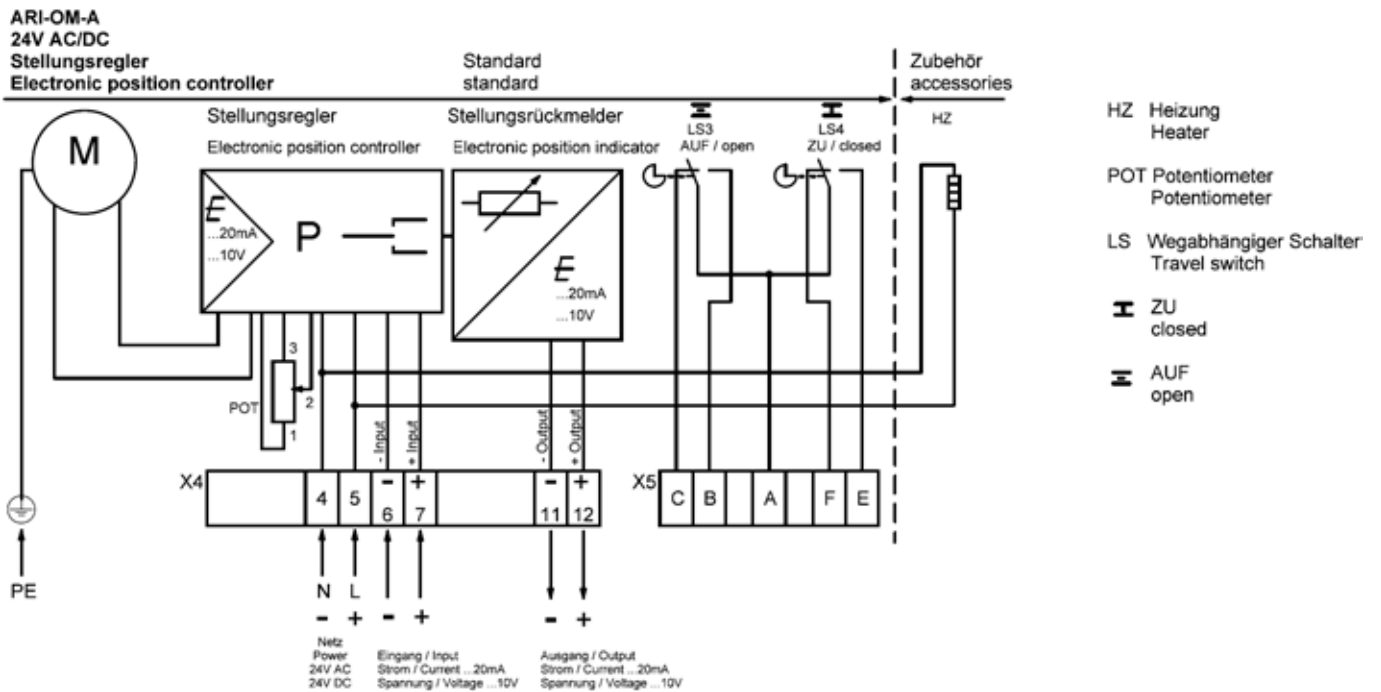 ARI-OM-A
24V AC/DC
Stellungsregler
Electronic position controller
Standard
standard
Zubehör
accessories
HZ
M
Stellungsregler
Electronic position controller
Stellungsrückmelder
Electronic position indicator
LS3
AUF / open
LS4
ZU / closed
E
...20mA
...10V
P
E
...20mA
...10V
POT
3
2
1
- Input
+ Input
- Output
+ Output
X4
4
5
- 6
+ 7
- 11
+ 12
X5
C
B
A
F
E
PE
N
L
- + - +
- +
Netz
Power
24V AC
24V DC
Eingang / Input
Strom / Current ...20mA
Spannung / Voltage ...10V
Ausgang / Output
Strom / Current ...20mA
Spannung / Voltage ...10V
HZ Heizung
Heater
POT Potentiometer
Potentiometer
LS Wegabhängiger Schalter
Travel switch
ZU
closed
AUF
open